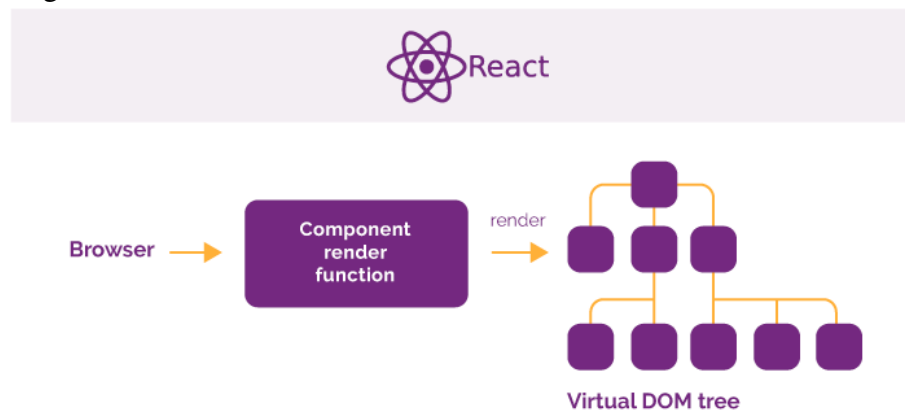 React
Browser
Component
render
function
render
Virtual DOM tree